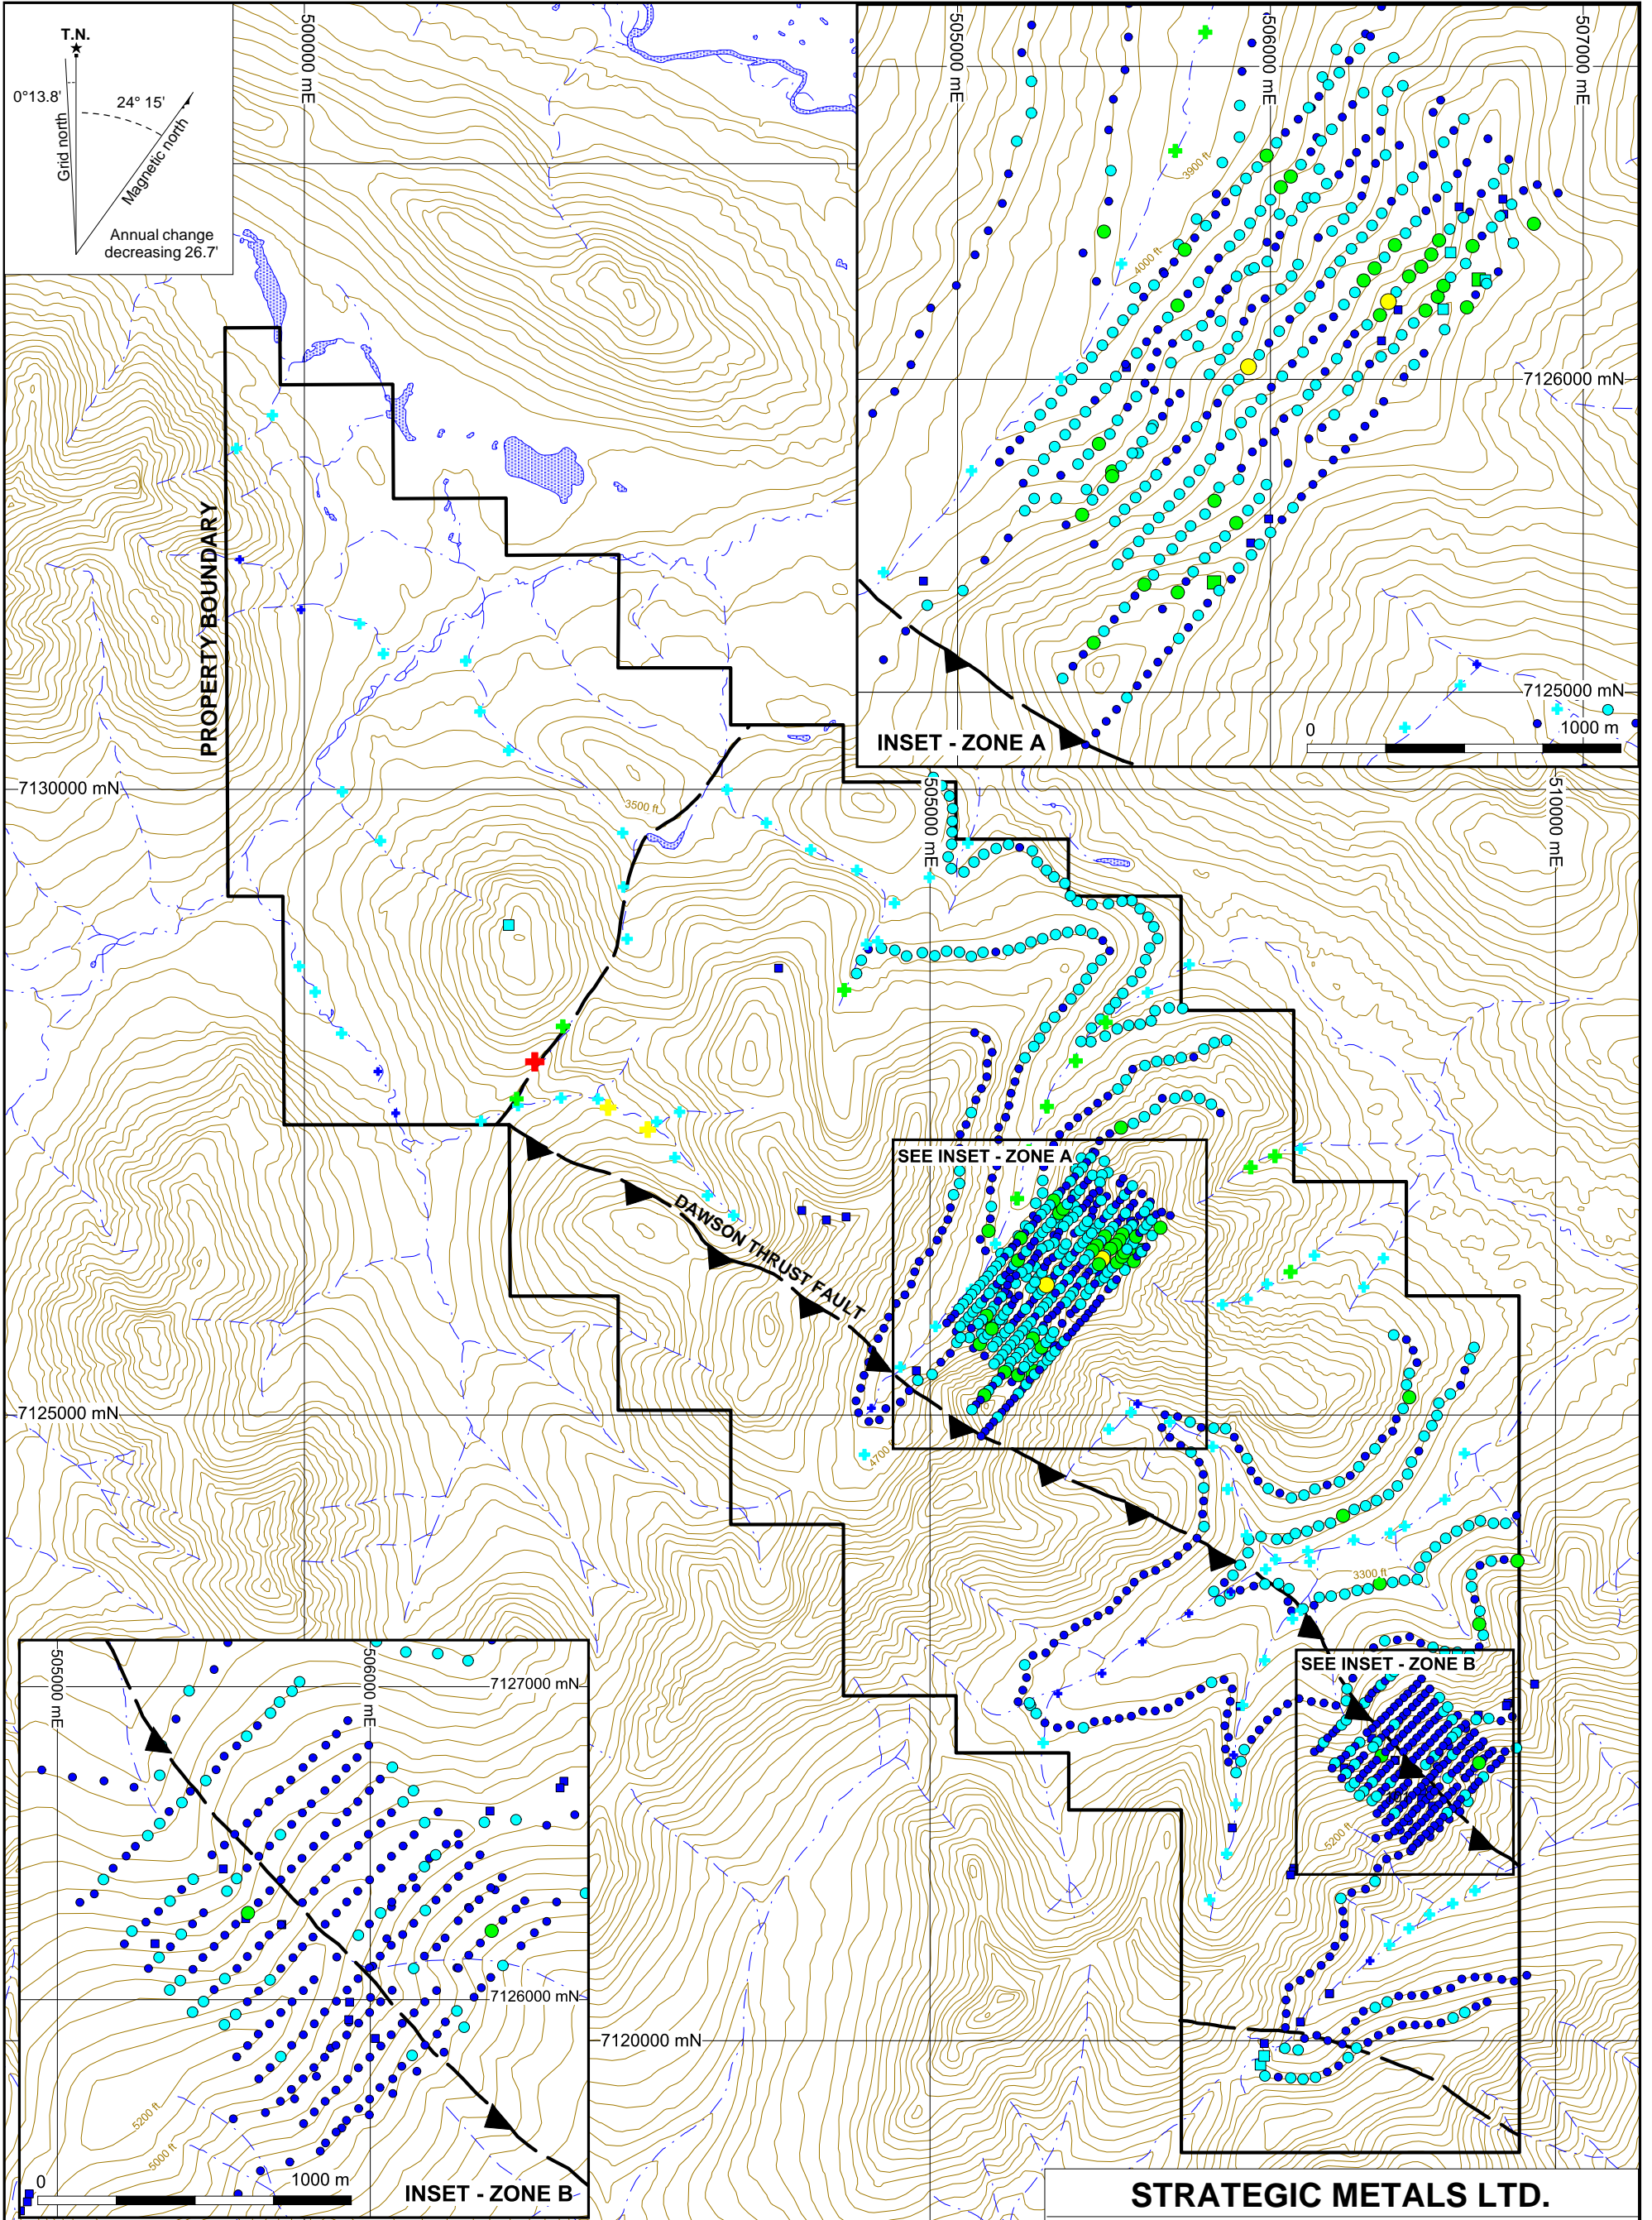 T.N.
0°13.8'
24° 15'
Grid north
Magnetic north
Annual change
decreasing 26.7'
500000 mE
505000 mE
506000 mE
507000 mE
3900 ft
4000 ft
7126000 mN
7125000 mN
INSET - ZONE A
0
1000 m
PROPERTY BOUNDARY
7130000 mN
3500 ft
505000 mE
510000 mE
SEE INSET - ZONE A
DAWSON THRUST FAULT
7125000 mN
4700 ft
3300 ft
SEE INSET - ZONE B
5200 ft
505000 mE
506000 mE
7127000 mN
7126000 mN
7120000 mN
5200 ft
5000 ft
0
1000 m
INSET - ZONE B
STRATEGIC METALS LTD.